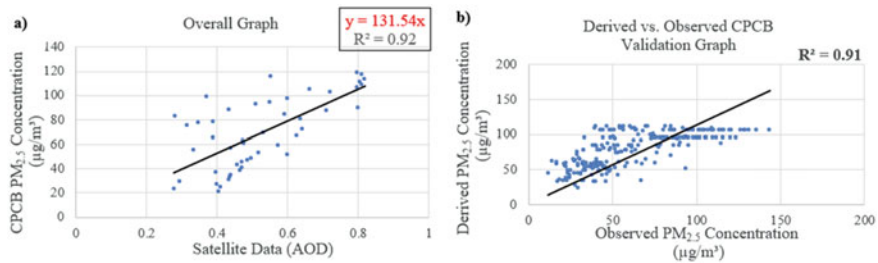 a)
Overall Graph
y = 131.54x
R² = 0.92
CPCB PM₂.₅ Concentration
(µg/m³)
140
120
100
80
60
40
20
0
0
0.2
0.4
0.6
0.8
1
Satellite Data (AOD)
b)
Derived vs. Observed CPCB
Validation Graph
R² = 0.91
Derived PM₂.₅ Concentration
(µg/m³)
200
150
100
50
0
0
50
100
150
200
Observed PM₂.₅ Concentration
(µg/m³)